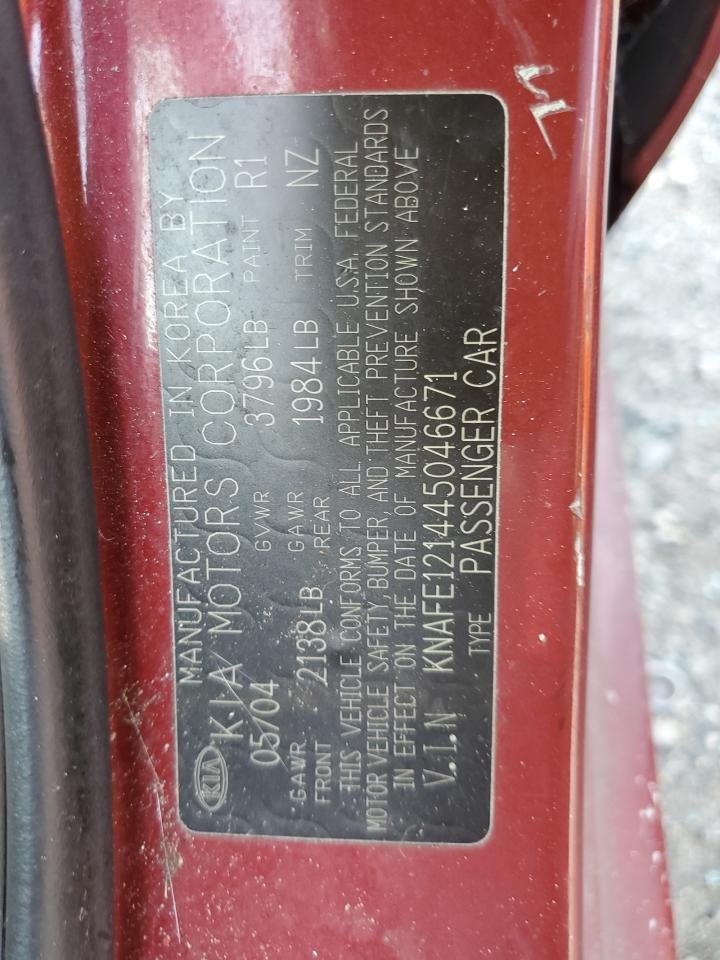 MANUFACTURED IN KOREA BY
KIA KIA MOTORS CORPORATION
05/04 GVWR 3796LB PAINT R1
GAWR FRONT 2138LB GAWR REAR 1984LB TRIM NZ
THIS VEHICLE CONFORMS TO ALL APPLICABLE U.S.A. FEDERAL
MOTOR VEHICLE SAFETY, BUMPER, AND THEFT PREVENTION STANDARDS
IN EFFECT ON THE DATE OF MANUFACTURE SHOWN ABOVE
V.I.N KNAFE121445046671
TYPE PASSENGER CAR